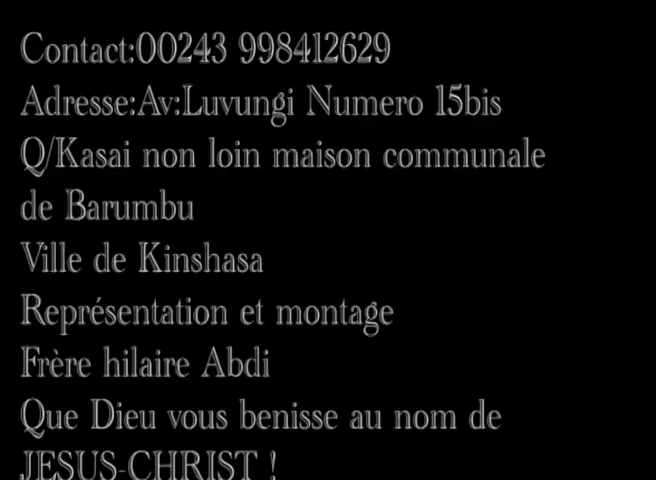 Contact:00243 998412629
Adresse:Av:Luvungi Numero 15bis
Q/Kasai non loin maison communale
de Barumbu
Ville de Kinshasa
Représentation et montage
Frère hilaire Abdi
Que Dieu vous benisse au nom de
JESUS-CHRIST !